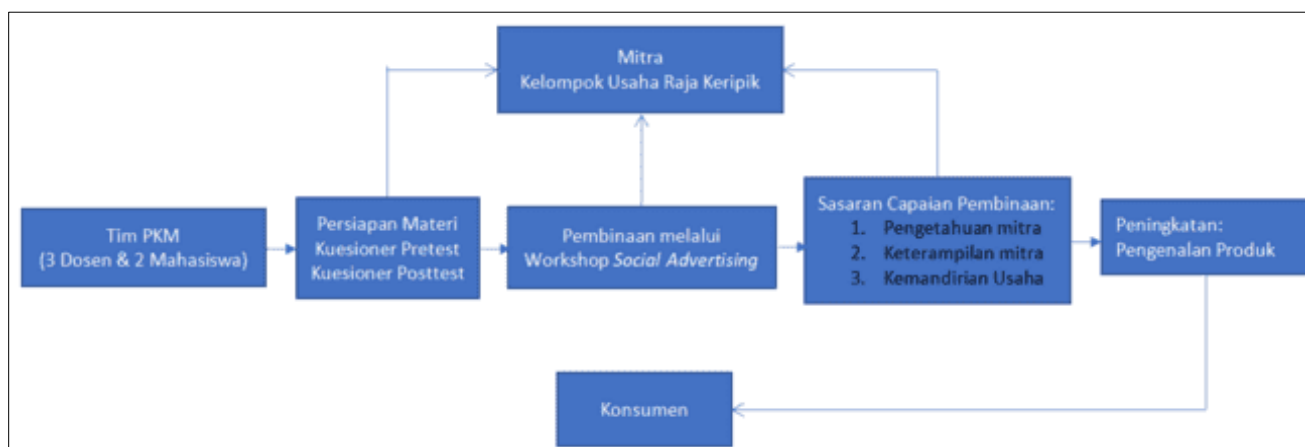 Mitra
Kelompok Usaha Raja Keripik
Tim PKM
(3 Dosen & 2 Mahasiswa)
Persiapan Materi
Kuesioner Pretest
Kuesioner Posttest
Pembinaan melalui
Workshop Social Advertising
Sasaran Capaian Pembinaan:
1. Pengetahuan mitra
2. Keterampilan mitra
3. Kemandirian Usaha
Peningkatan:
Pengenalan Produk
Konsumen